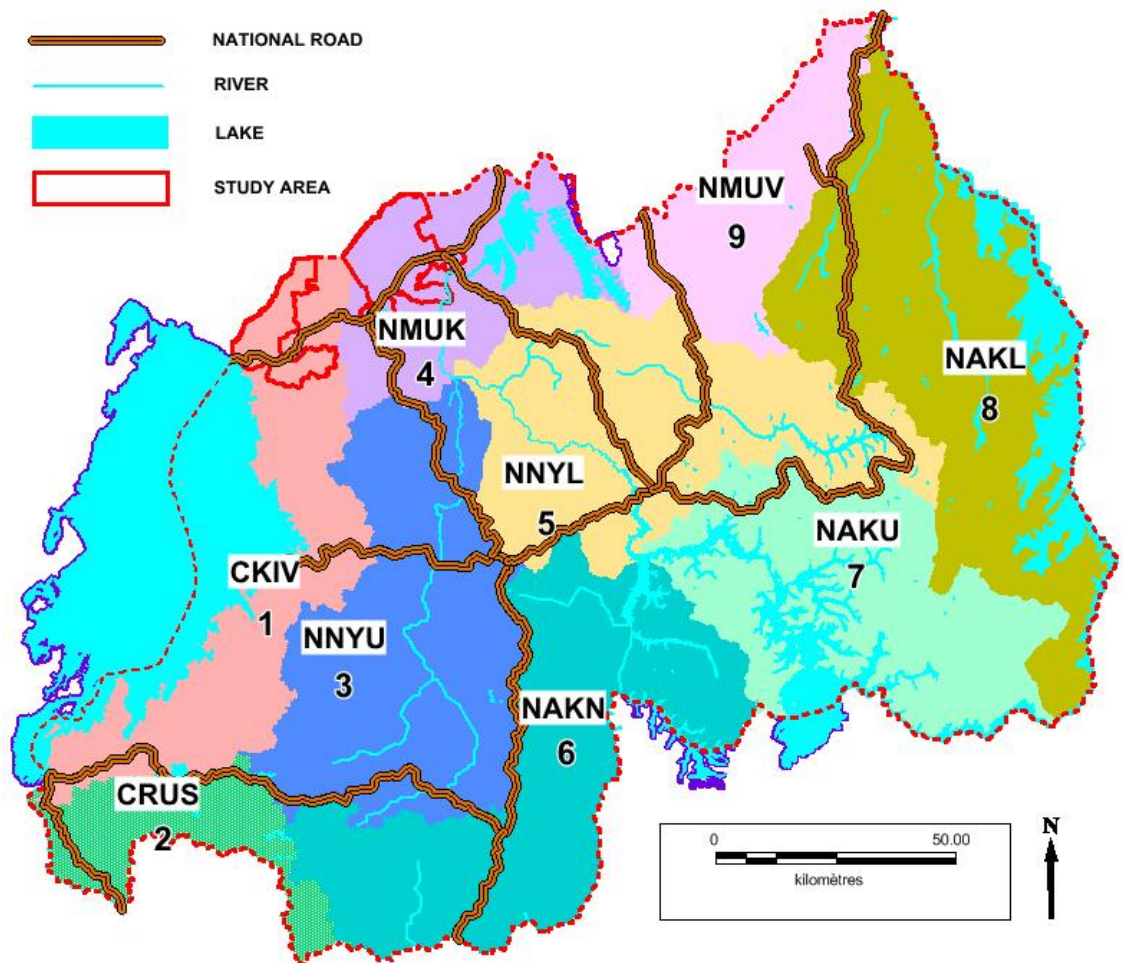 NATIONAL ROAD
RIVER
LAKE
STUDY AREA
NMUV
9
NMUK
4
NAKL
8
NNYL
5
NAKU
7
CKIV
1
NNYU
3
NAKN
6
CRUS
2
0 50.00
kilomètres
N